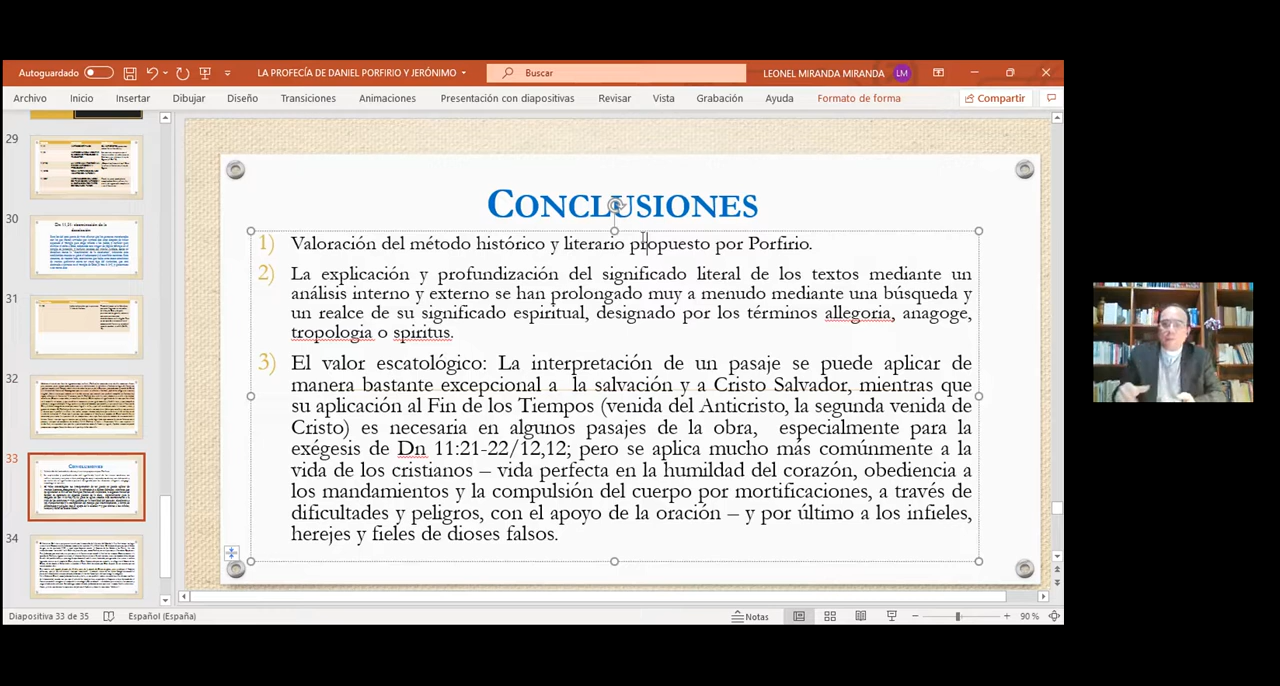 Autoguardado
LA PROFECÍA DE DANIEL PORFIRIO Y JERÓNIMO
Buscar
LEONEL MIRANDA MIRANDA
LM
Archivo
Inicio
Insertar
Dibujar
Diseño
Transiciones
Animaciones
Presentación con diapositivas
Revisar
Vista
Grabación
Ayuda
Formato de forma
Compartir
29
30
31
32
33
34
CONCLUSIONES
1) Valoración del método histórico y literario propuesto por Porfirio.
2) La explicación y profundización del significado literal de los textos mediante un
análisis interno y externo se han prolongado muy a menudo mediante una búsqueda y
un realce de su significado espiritual, designado por los términos allegoria, anagoge,
tropologia o spiritus.
3) El valor escatológico: La interpretación de un pasaje se puede aplicar de
manera bastante excepcional a la salvación y a Cristo Salvador, mientras que
su aplicación al Fin de los Tiempos (venida del Anticristo, la segunda venida de
Cristo) es necesaria en algunos pasajes de la obra, especialmente para la
exégesis de Dn 11:21-22/12,12; pero se aplica mucho más comúnmente a la
vida de los cristianos – vida perfecta en la humildad del corazón, obediencia a
los mandamientos y la compulsión del cuerpo por mortificaciones, a través de
dificultades y peligros, con el apoyo de la oración – y por último a los infieles,
herejes y fieles de dioses falsos.
Diapositiva 33 de 35
Español (España)
Notas
90 %